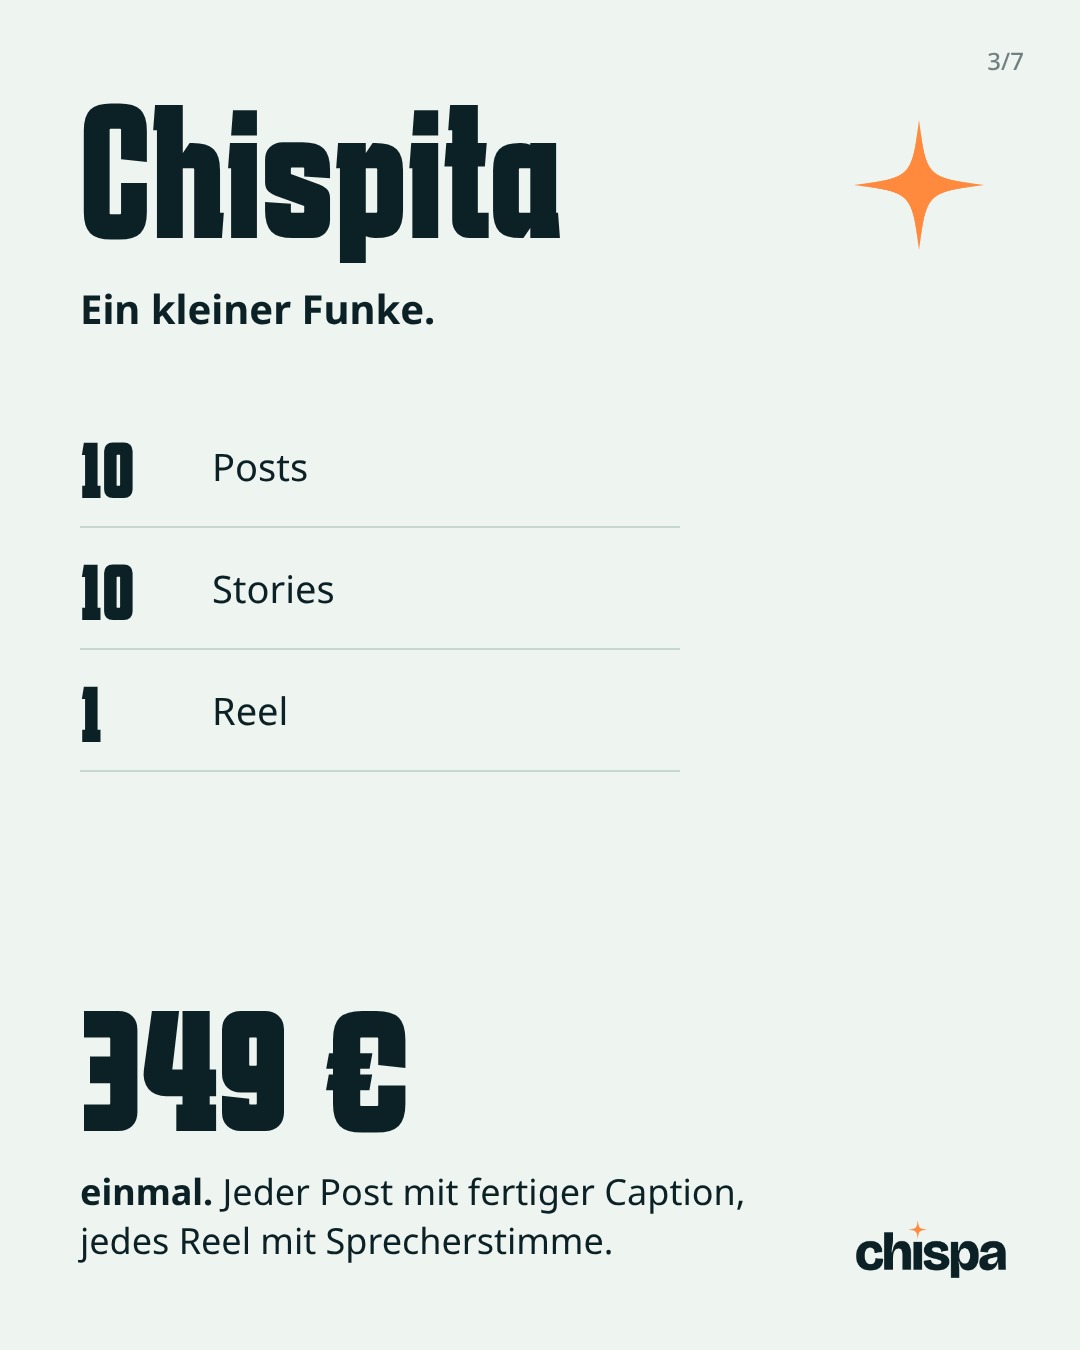 3/7
Chispita
Ein kleiner Funke.
10 Posts
10 Stories
1 Reel
349 €
einmal. Jeder Post mit fertiger Caption,
jedes Reel mit Sprecherstimme.
chispa